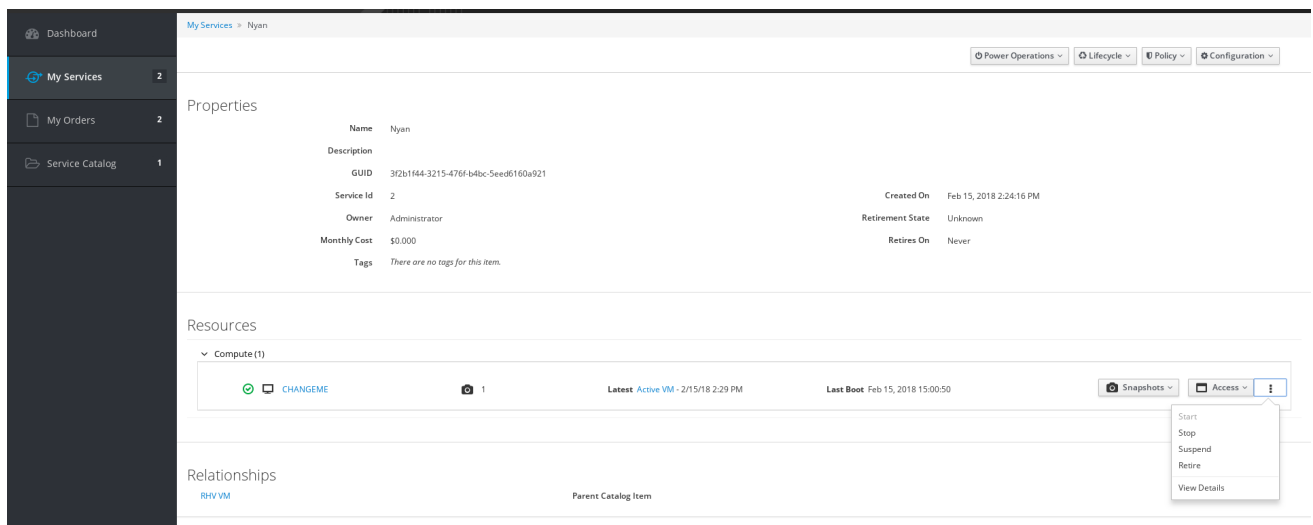 My Services » Nyan
Dashboard
My Services 2
My Orders 2
Service Catalog 1
Power Operations Lifecycle Policy Configuration
Properties
Name Nyan
Description
GUID 3f2b1f44-3215-476f-b4bc-5eed6160a921
Service Id 2 Created On Feb 15, 2018 2:24:16 PM
Owner Administrator Retirement State Unknown
Monthly Cost $0.000 Retires On Never
Tags There are no tags for this item.
Resources
Compute (1)
CHANGEME 1 Latest Active VM - 2/15/18 2:29 PM Last Boot Feb 15, 2018 15:00:50 Snapshots Access
Start
Stop
Suspend
Retire
View Details
Relationships
RHV VM Parent Catalog Item